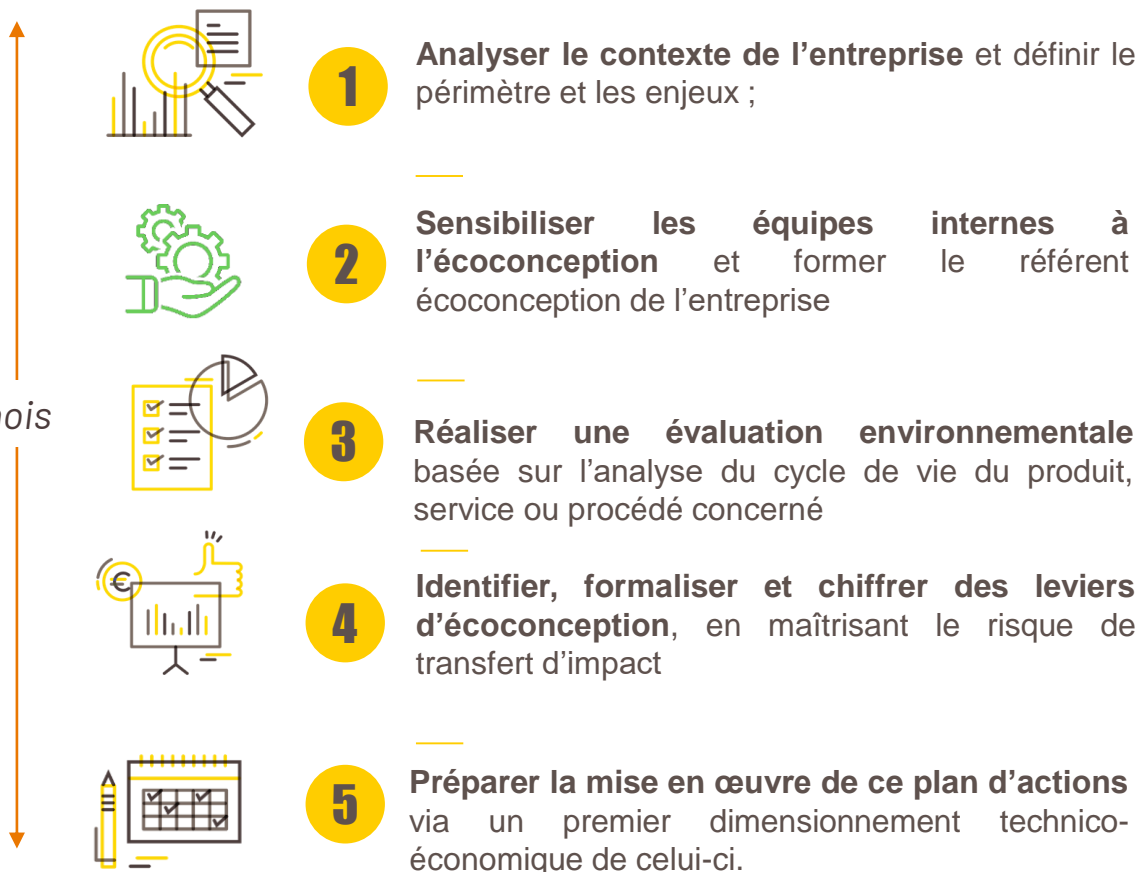 1
Analyser le contexte de l’entreprise et définir le
périmètre et les enjeux ;
2
Sensibiliser les équipes internes à
l’écoconception et former le référent
écoconception de l’entreprise
3
Réaliser une évaluation environnementale
basée sur l’analyse du cycle de vie du produit,
service ou procédé concerné
4
Identifier, formaliser et chiffrer des leviers
d’écoconception, en maîtrisant le risque de
transfert d’impact
5
Préparer la mise en œuvre de ce plan d’actions
via un premier dimensionnement technico-
économique de celui-ci.
€